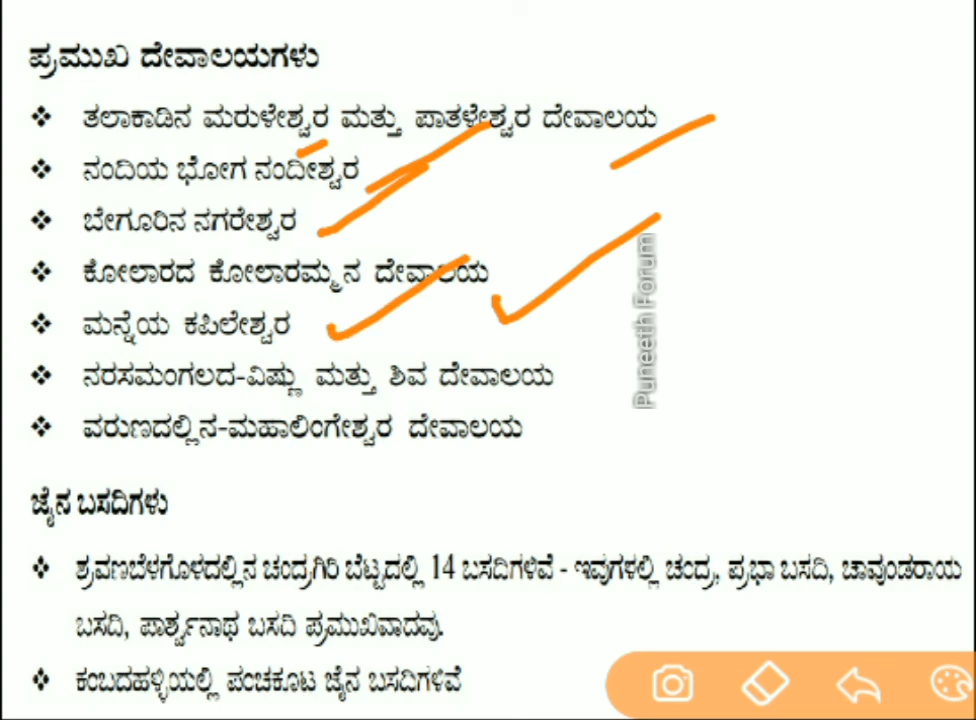 ಪ್ರಮುಖ ದೇವಾಲಯಗಳು
❖ ತಲಾಕಾಡಿನ ಮರುಳೇಶ್ವರ ಮತ್ತು ಪಾತಳೇಶ್ವರ ದೇವಾಲಯ
❖ ನಂದಿಯ ಭೋಗ ನಂದೀಶ್ವರ
❖ ಬೇಗೂರಿನ ನಗರೇಶ್ವರ
❖ ಕೋಲಾರದ ಕೋಲಾರಮ್ಮನ ದೇವಾಲಯ
❖ ಮನ್ನೆಯ ಕಪಿಲೇಶ್ವರ
❖ ನರಸಮಂಗಲದ-ವಿಷ್ಣು ಮತ್ತು ಶಿವ ದೇವಾಲಯ
❖ ವರುಣದಲ್ಲಿನ-ಮಹಾಲಿಂಗೇಶ್ವರ ದೇವಾಲಯ
Puneeth Forum
ಜೈನ ಬಸದಿಗಳು
❖ ಶ್ರವಣಬೆಳಗೊಳದಲ್ಲಿನ ಚಂದ್ರಗಿರಿ ಬೆಟ್ಟದಲ್ಲಿ 14 ಬಸದಿಗಳಿವೆ - ಇವುಗಳಲ್ಲಿ ಚಂದ್ರ, ಪ್ರಭಾ ಬಸದಿ, ಚಾವುಂಡರಾಯ
ಬಸದಿ, ಪಾರ್ಶ್ವನಾಥ ಬಸದಿ ಪ್ರಮುಖವಾದವು.
❖ ಕಂಬದಹಳ್ಳಿಯಲ್ಲಿ ಪಂಚಕೂಟ ಜೈನ ಬಸದಿಗಳಿವೆ